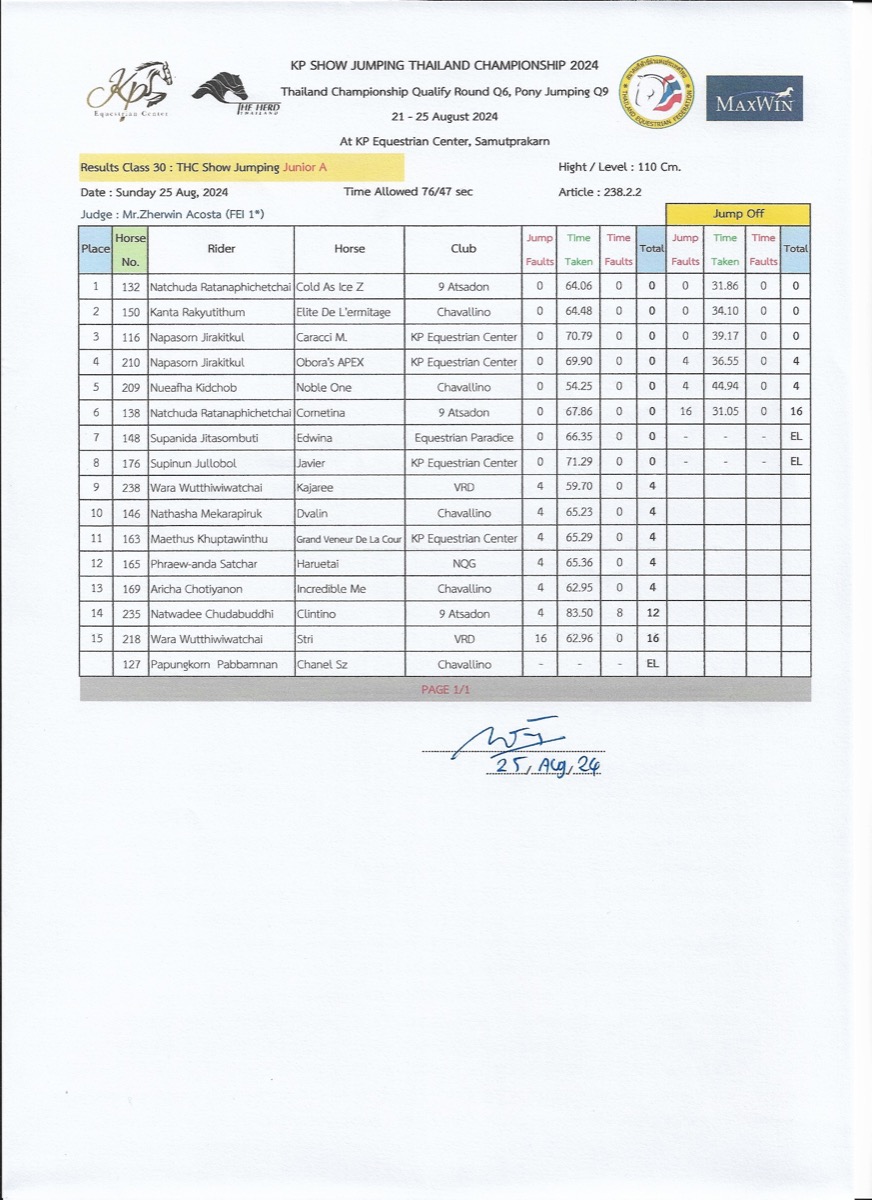 KP SHOW JUMPING THAILAND CHAMPIONSHIP 2024
Thailand Championship Qualify Round Q6, Pony Jumping Q9
21 - 25 August 2024
At KP Equestrian Center, Samutprakarn
Kp
Equestrian Center
THE HERD
THAILAND
THAILAND EQUESTRIAN FEDERATION
MAXWIN
Results Class 30 : THC Show Jumping Junior A Hight / Level : 110 Cm.
Date : Sunday 25 Aug, 2024 Time Allowed 76/47 sec Article : 238.2.2
Judge : Mr.Zherwin Acosta (FEI 1*) Jump Off
Place Horse No. Rider Horse Club Jump Faults Time Taken Time Faults Total Jump Faults Time Taken Time Faults Total
1 132 Natchuda Ratanaphichetchai Cold As Ice Z 9 Atsadon 0 64.06 0 0 0 31.86 0 0
2 150 Kanta Rakyutithum Elite De L'ermitage Chavallino 0 64.48 0 0 0 34.10 0 0
3 116 Napasorn Jirakitkul Caracci M. KP Equestrian Center 0 70.79 0 0 0 39.17 0 0
4 210 Napasorn Jirakitkul Obora's APEX KP Equestrian Center 0 69.90 0 0 4 36.55 0 4
5 209 Nueafha Kidchob Noble One Chavallino 0 54.25 0 0 4 44.94 0 4
6 138 Natchuda Ratanaphichetchai Cornetina 9 Atsadon 0 67.86 0 0 16 31.05 0 16
7 148 Supanida Jitasombuti Edwina Equestrian Paradice 0 66.35 0 0 - - - EL
8 176 Supinun Jullobol Javier KP Equestrian Center 0 71.29 0 0 - - - EL
9 238 Wara Wutthiwiwatchai Kajaree VRD 4 59.70 0 4
10 146 Nathasha Mekarapiruk Dvalin Chavallino 4 65.23 0 4
11 163 Maethus Khuptawinthu Grand Veneur De La Cour KP Equestrian Center 4 65.29 0 4
12 165 Phraew-anda Satchar Haruetai NQG 4 65.36 0 4
13 169 Aricha Chotiyanon Incredible Me Chavallino 4 62.95 0 4
14 235 Natwadee Chudabuddhi Clintino 9 Atsadon 4 83.50 8 12
15 218 Wara Wutthiwiwatchai Stri VRD 16 62.96 0 16
127 Papungkorn Pabbamnan Chanel Sz Chavallino - - - EL
PAGE 1/1
25, Aug, 24